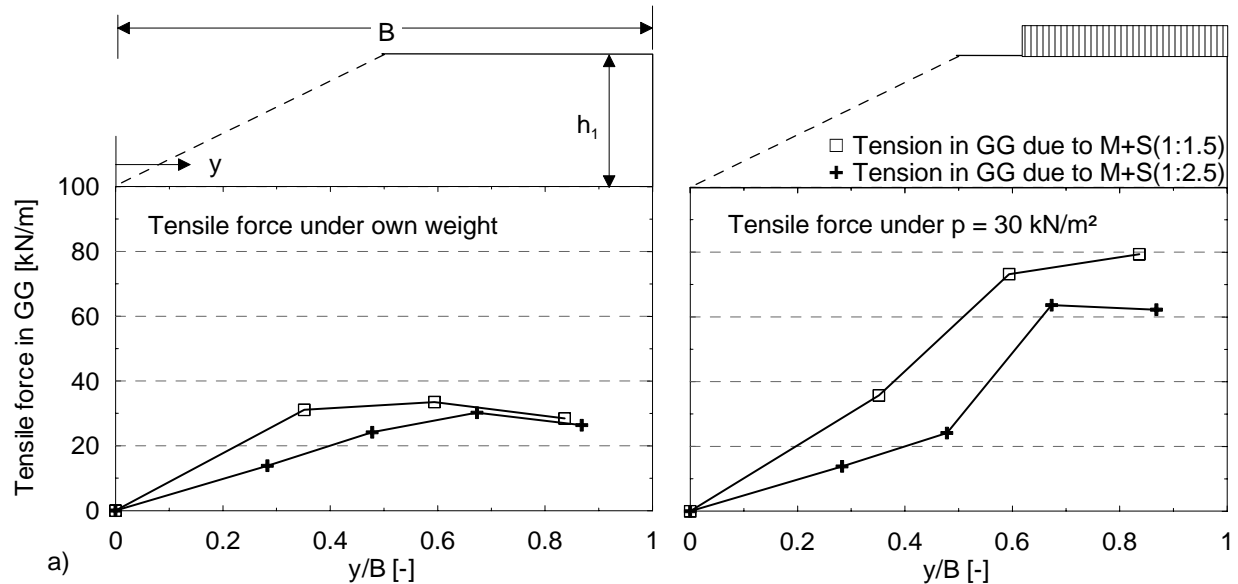 B
h₁
y
Tension in GG due to M+S(1:1.5)
Tension in GG due to M+S(1:2.5)
Tensile force in GG [kN/m]
100
80
60
40
20
0
Tensile force under own weight
Tensile force under p = 30 kN/m²
0 0.2 0.4 0.6 0.8 1
0 0.2 0.4 0.6 0.8 1
a)
y/B [-]
y/B [-]